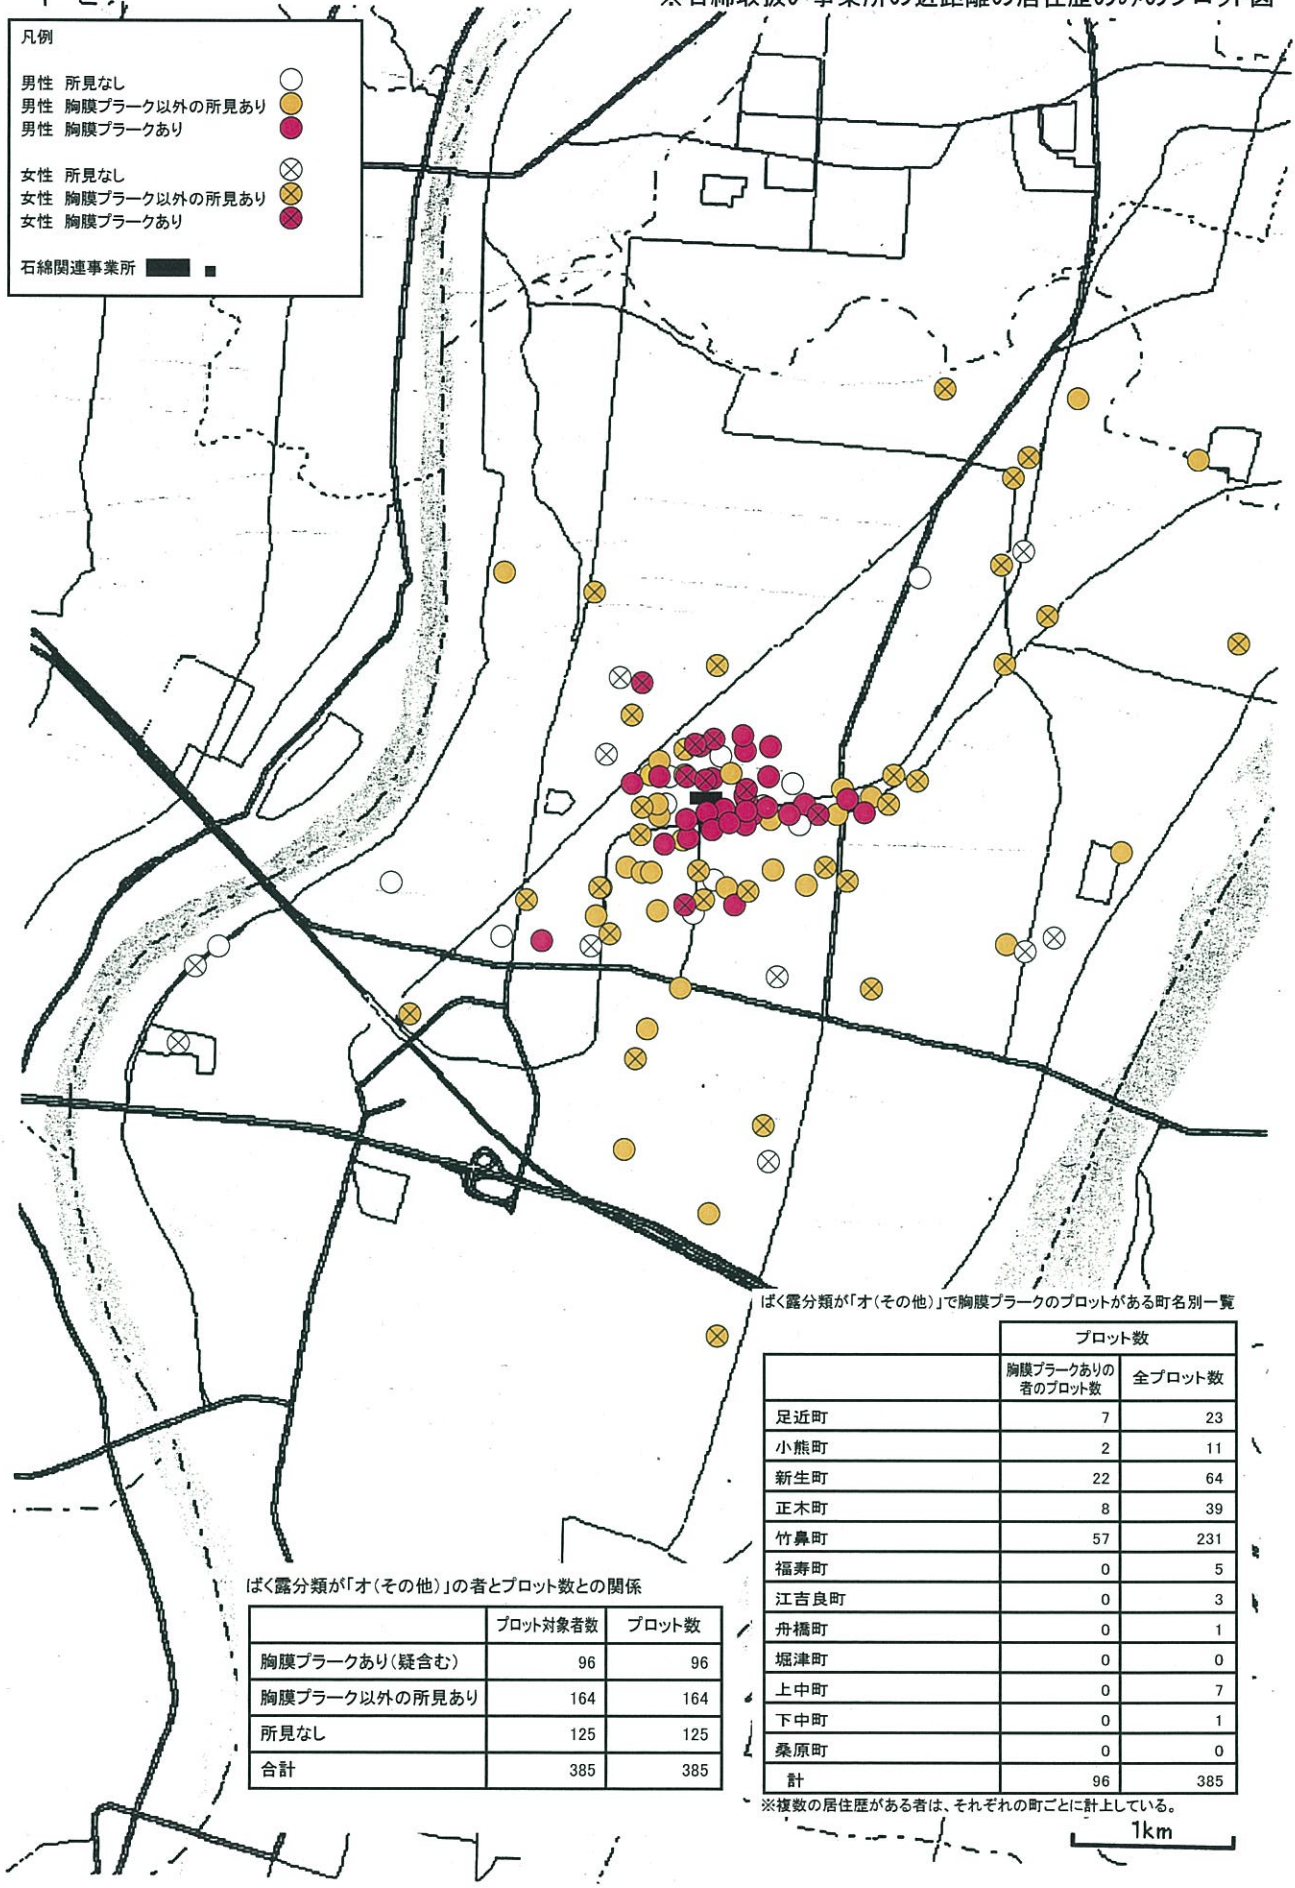 凡例
男性 所見なし
男性 胸膜プラーク以外の所見あり
男性 胸膜プラークあり
女性 所見なし
女性 胸膜プラーク以外の所見あり
女性 胸膜プラークあり
石綿関連事業所
ばく露分類が「オ(その他)」で胸膜プラークのプロットがある町名別一覧
プロット数
胸膜プラークありの者のプロット数 全プロット数
足近町 7 23
小熊町 2 11
新生町 22 64
正木町 8 39
竹鼻町 57 231
福寿町 0 5
江吉良町 0 3
舟橋町 0 1
堀津町 0 0
上中町 0 7
下中町 0 1
桑原町 0 0
計 96 385
※複数の居住歴がある者は、それぞれの町ごとに計上している。
ばく露分類が「オ(その他)」の者とプロット数との関係
プロット対象者数 プロット数
胸膜プラークあり(疑含む) 96 96
胸膜プラーク以外の所見あり 164 164
所見なし 125 125
合計 385 385
1km